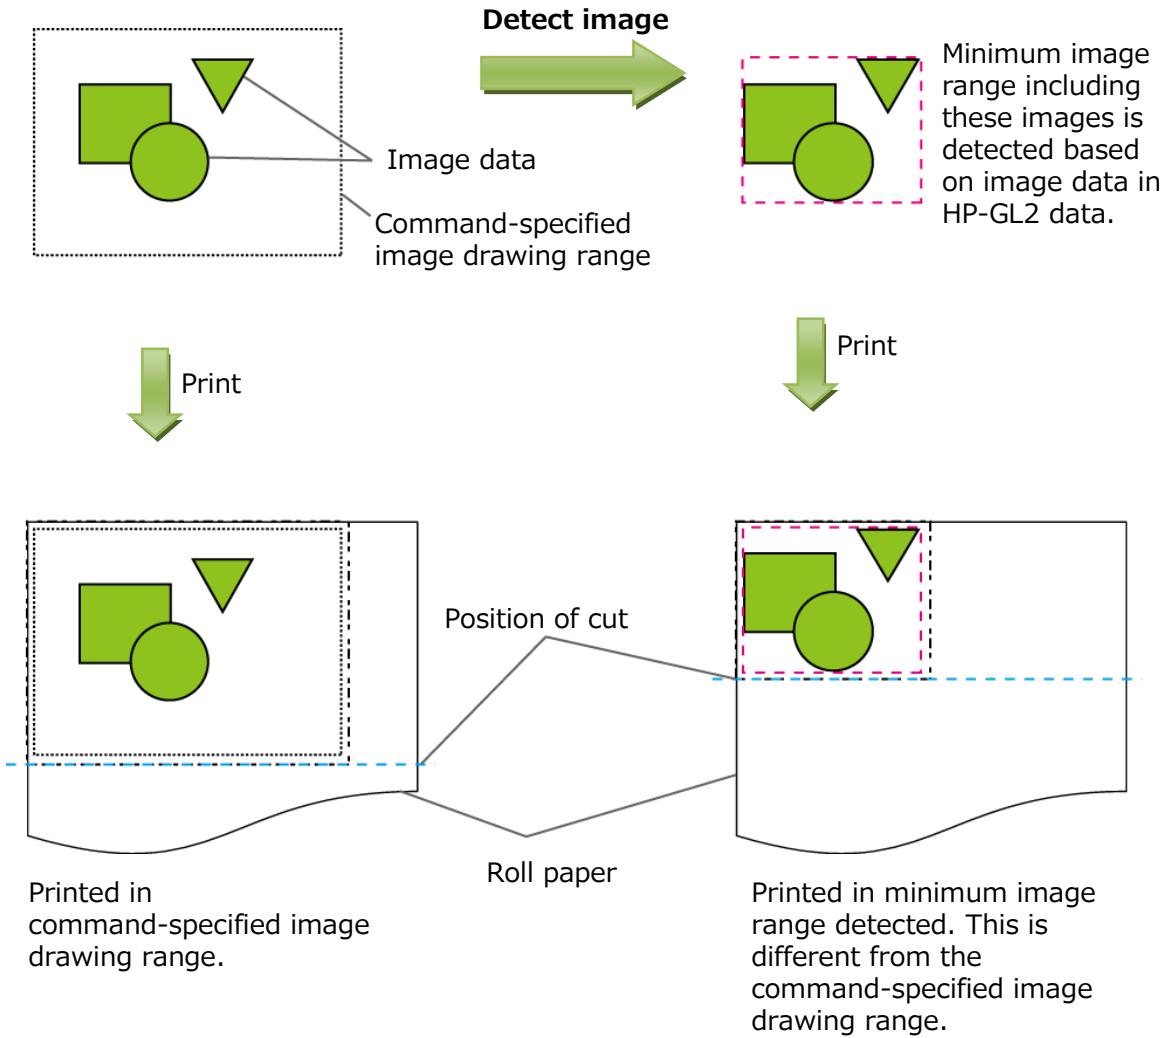 Detect image
Minimum image
range including
these images is
detected based
on image data in
HP-GL2 data.
Image data
Command-specified
image drawing range
Print
Print
Position of cut
Roll paper
Printed in
command-specified image
drawing range.
Printed in minimum image
range detected. This is
different from the
command-specified image
drawing range.